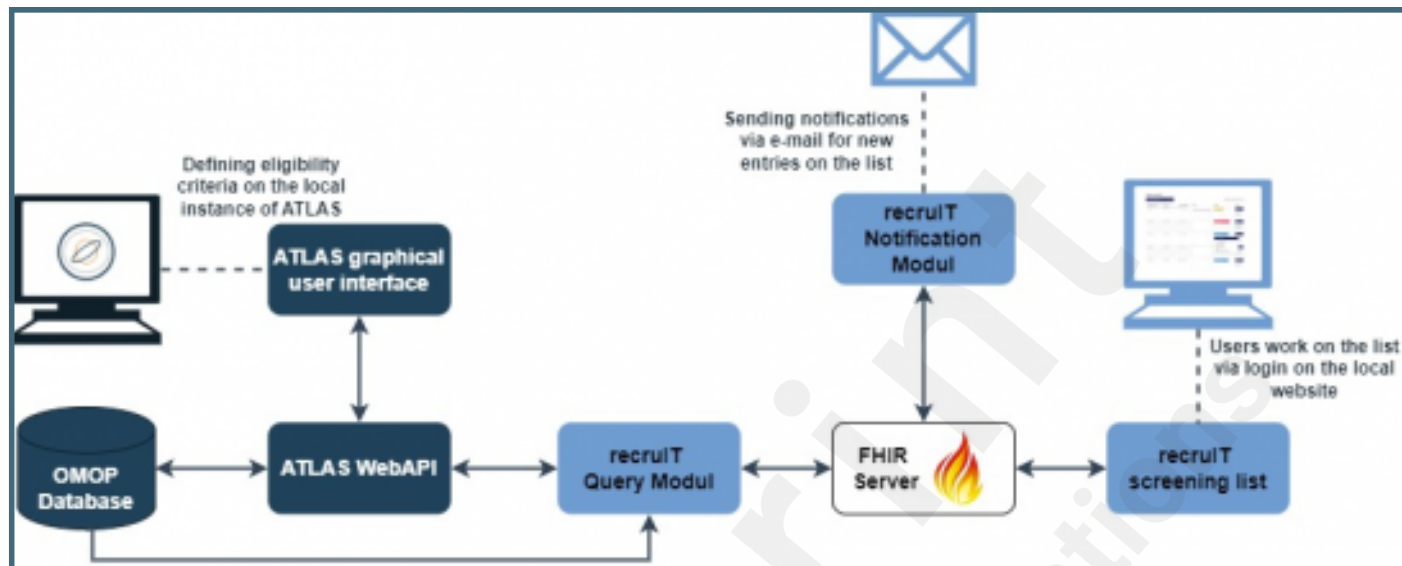 Sending notifications
via e-mail for new
entries on the list
Defining eligibility
criteria on the local
instance of ATLAS
ATLAS graphical
user interface
recruIT
Notification
Modul
Users work on the list
via login on the local
website
OMOP
Database
ATLAS WebAPI
recruIT
Query Modul
FHIR
Server
recruIT
screening list